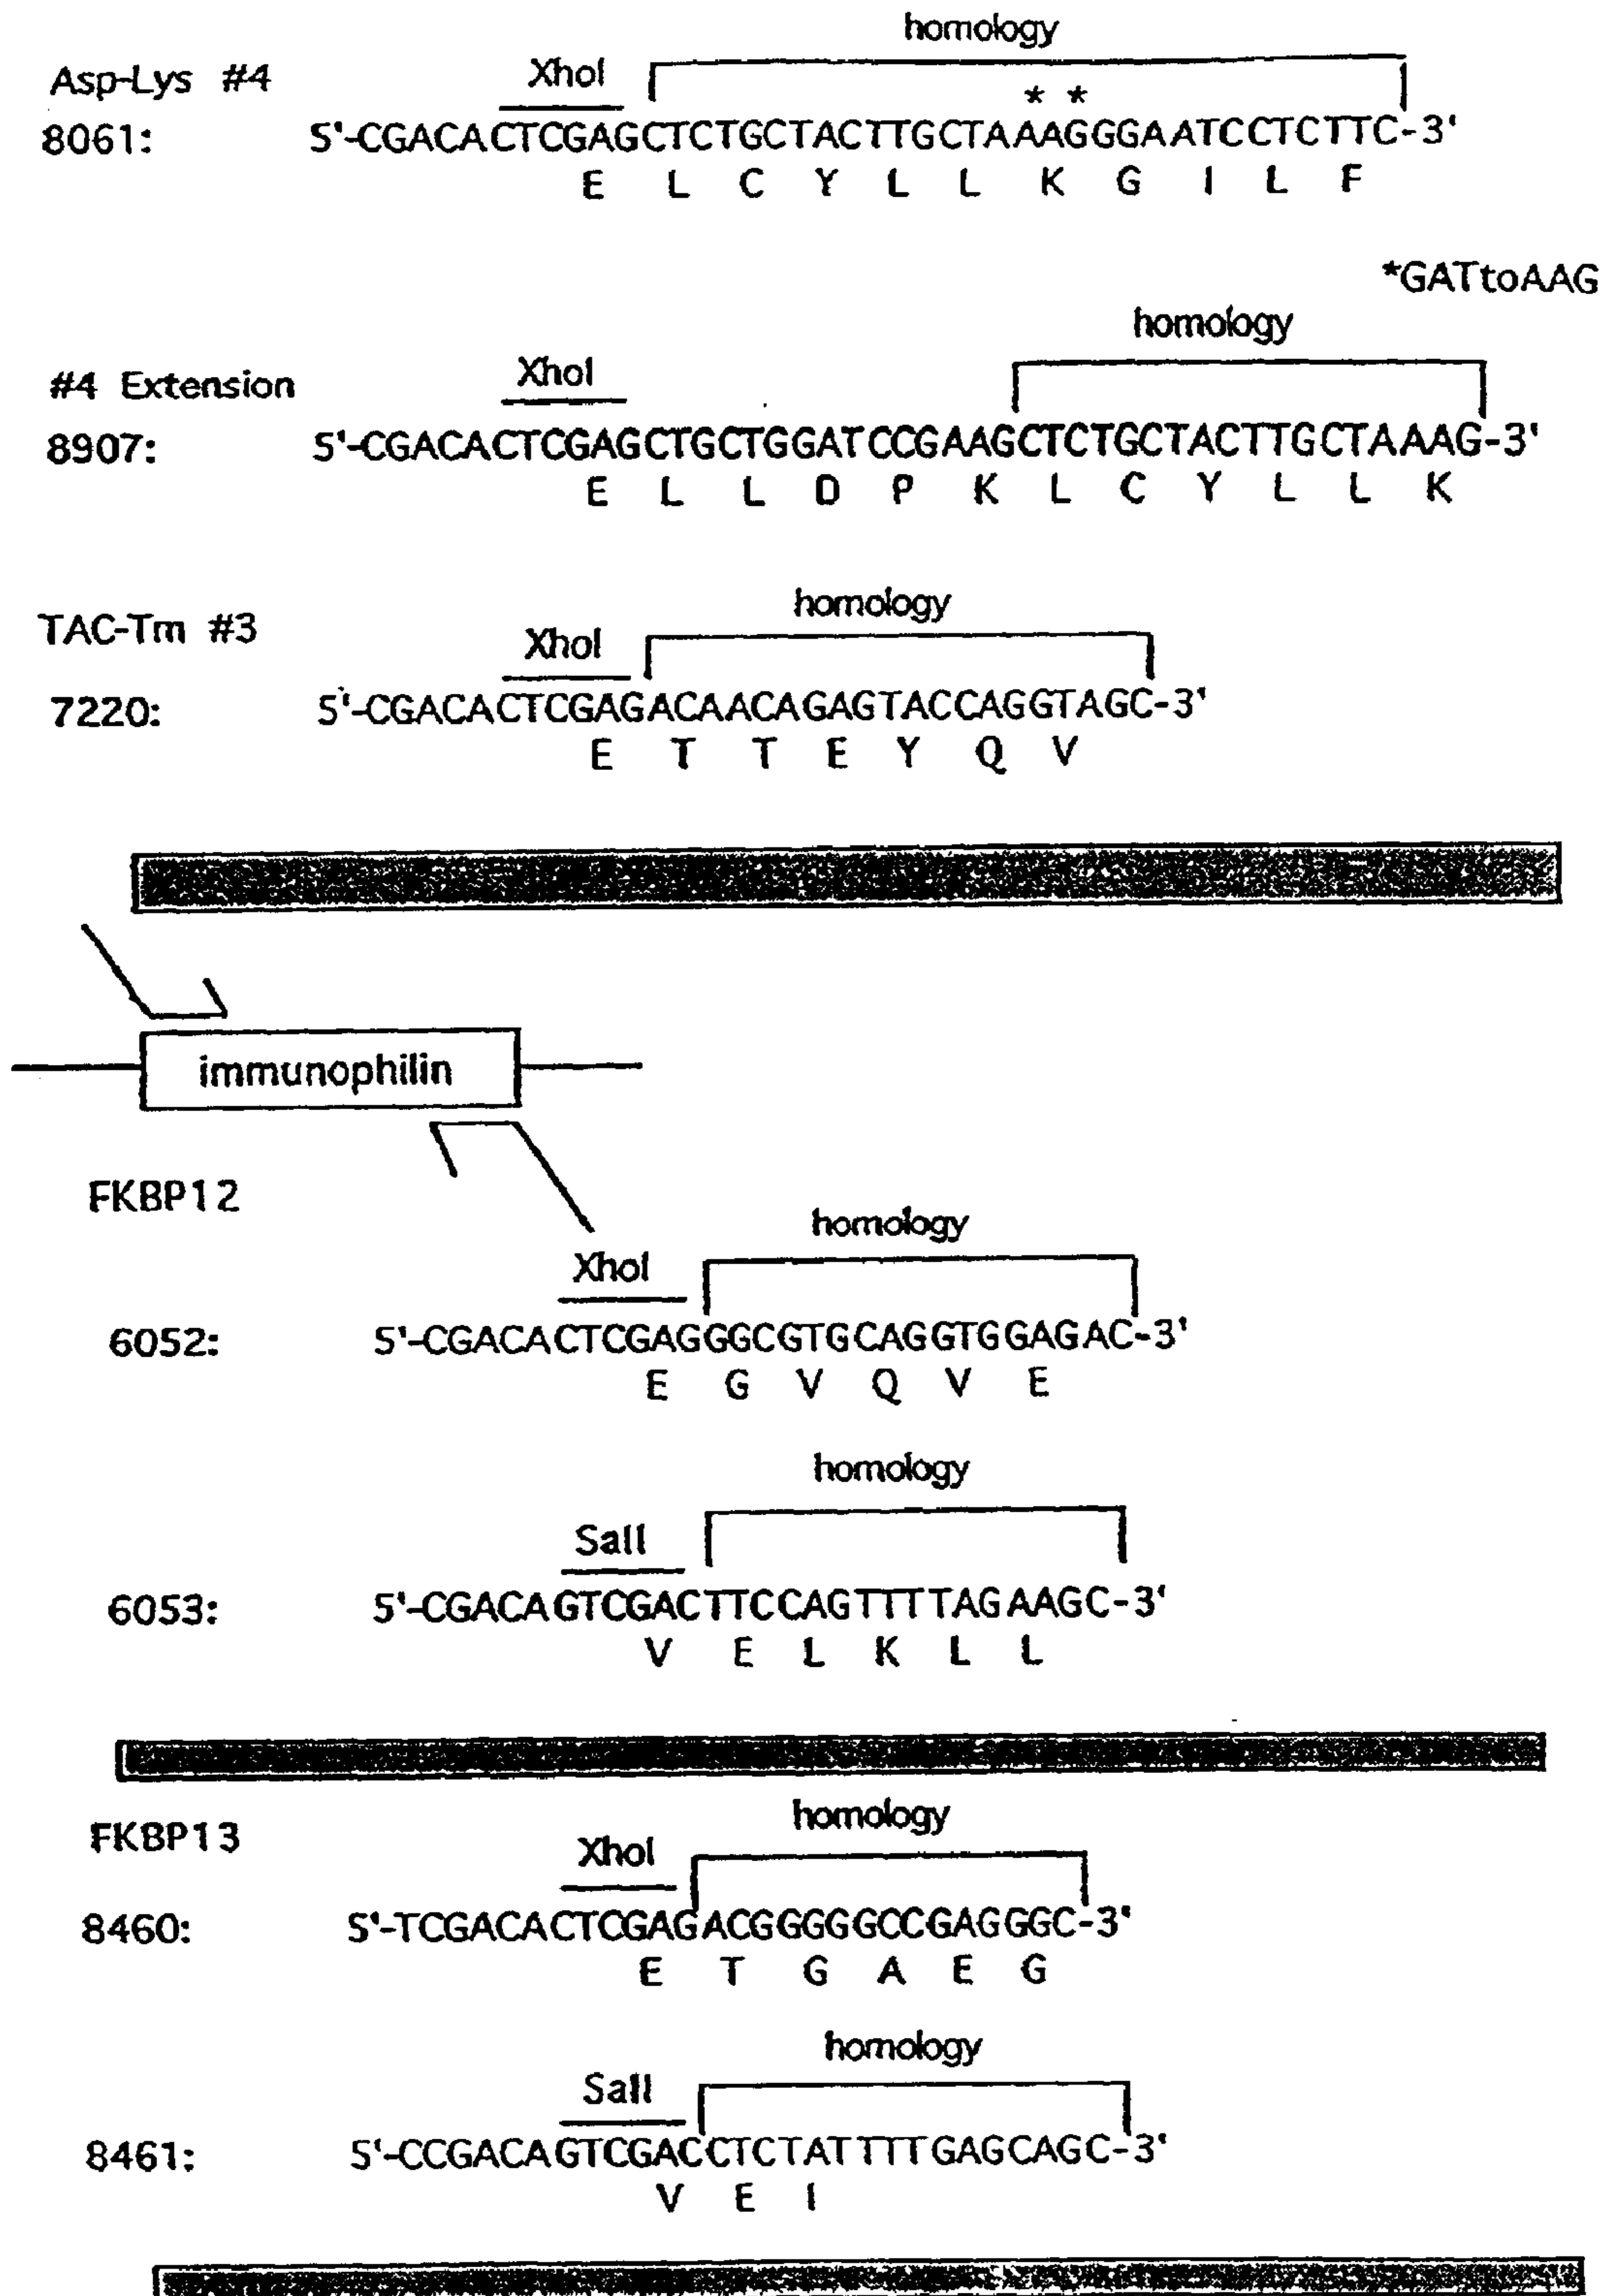 homology
Asp-Lys #4
XhoI
* *
8061: 5'-CGACACTCGAGCTCTGCTACTTGCTAAAGGGAATCCTCTTC-3'
E L C Y L L K G I L F
*GATtoAAG
homology
#4 Extension
XhoI
8907: 5'-CGACACTCGAGCTGCTGGATCCGAAGCTCTGCTACTTGCTAAAG-3'
E L L D P K L C Y L L K
homology
TAC-Tm #3
XhoI
7220: 5'-CGACACTCGAGACAACAGAGTACCAGGTAGC-3'
E T T E Y Q V
immunophilin
FKBP12
homology
XhoI
6052: 5'-CGACACTCGAGGGCGTGCAGGTGGAGAC-3'
E G V Q V E
homology
SalI
6053: 5'-CGACAGTCGACTTCCAGTTTTAGAAGC-3'
V E L K L L
homology
FKBP13
XhoI
8460: 5'-TCGACACTCGAGACGGGGGCCGAGGGC-3'
E T G A E G
homology
SalI
8461: 5'-CCGACAGTCGACCTCTATTTTGAGCAGC-3'
V E I